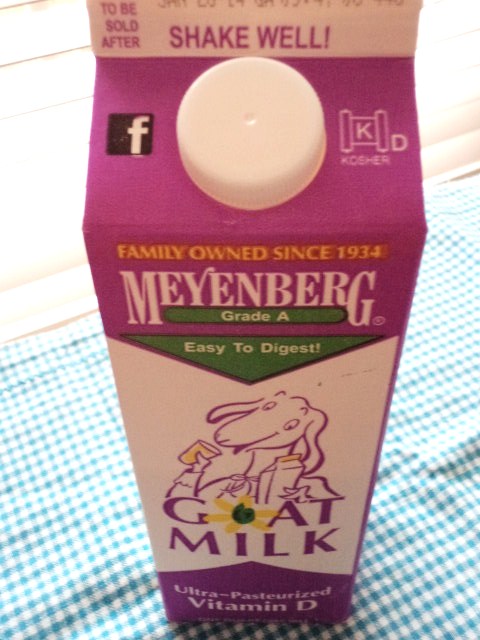 TO BE
SOLD
AFTER
SHAKE WELL!
f
K D
KOSHER
FAMILY OWNED SINCE 1934
MEYENBERG®
Grade A
Easy To Digest!
GOAT
MILK
Ultra-Pasteurized
Vitamin D